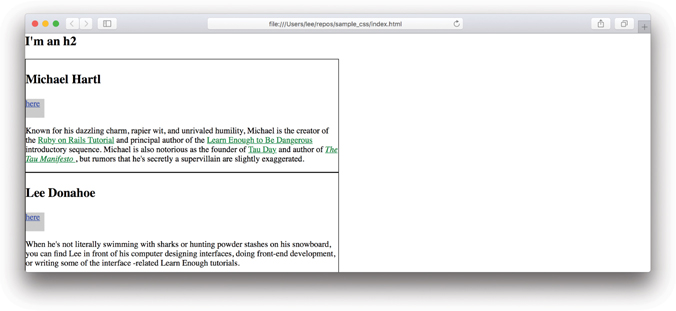 file:///Users/lee/repos/sample_css/index.html
I'm an h2
Michael Hartl
here
Known for his dazzling charm, rapier wit, and unrivaled humility, Michael is the creator of
the Ruby on Rails Tutorial and principal author of the Learn Enough to Be Dangerous
introductory sequence. Michael is also notorious as the founder of Tau Day and author of The
Tau Manifesto , but rumors that he's secretly a supervillain are slightly exaggerated.
Lee Donahoe
here
When he's not literally swimming with sharks or hunting powder stashes on his snowboard,
you can find Lee in front of his computer designing interfaces, doing front-end development,
or writing some of the interface -related Learn Enough tutorials.